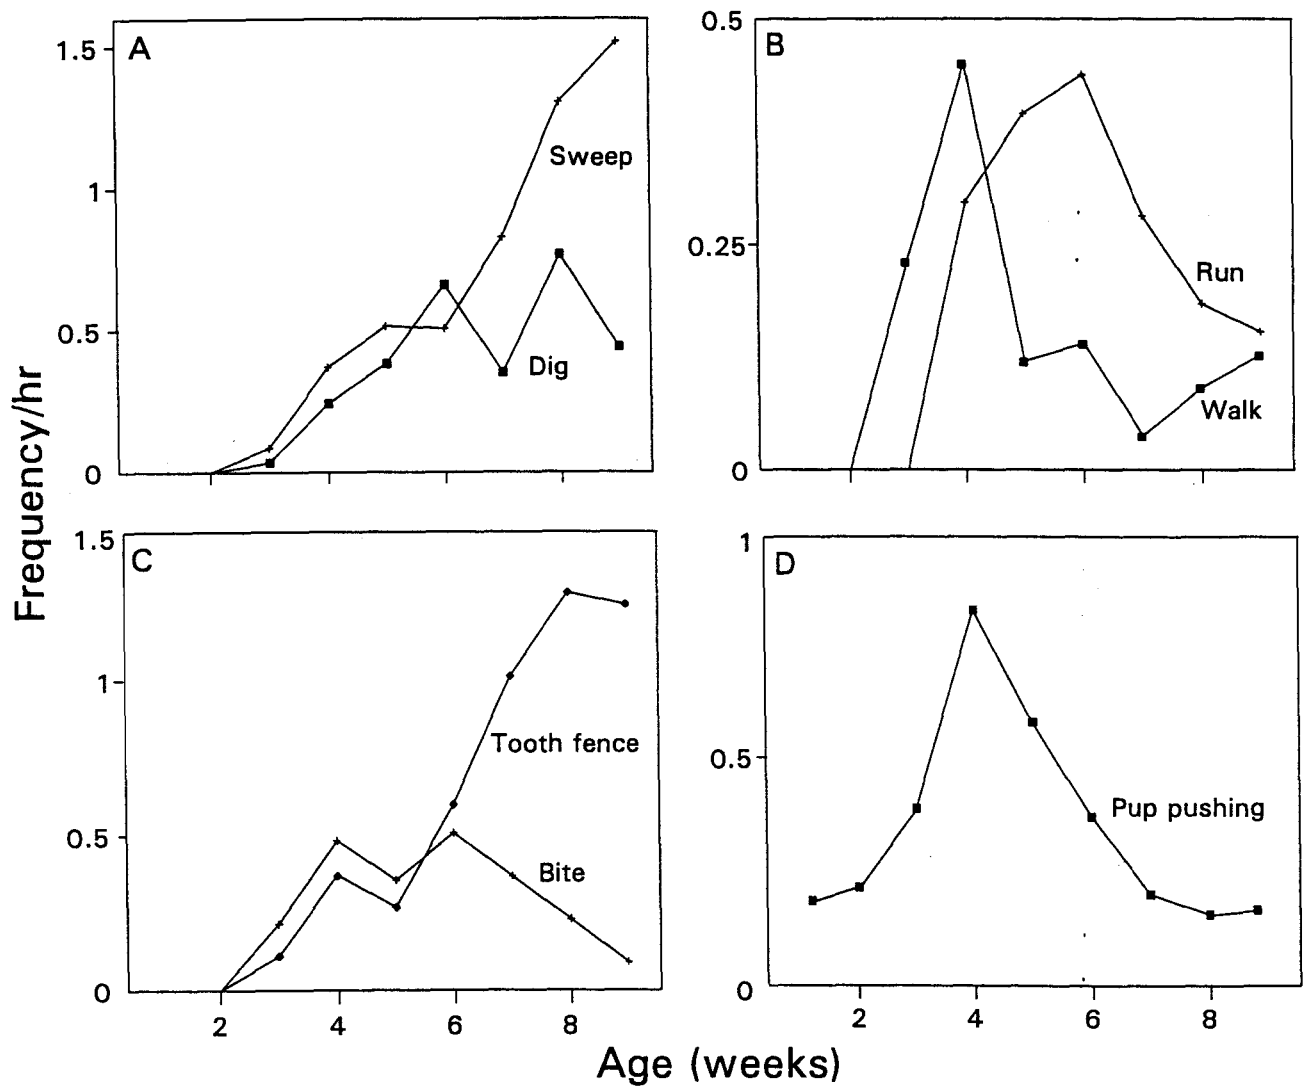 A
1.5
Sweep
1
0.5
Dig
0
B
0.5
0.25
Run
Walk
0
Frequency/hr
C
1.5
1
Tooth fence
0.5
Bite
0
2 4 6 8
D
1
0.5
Pup pushing
0
2 4 6 8
Age (weeks)